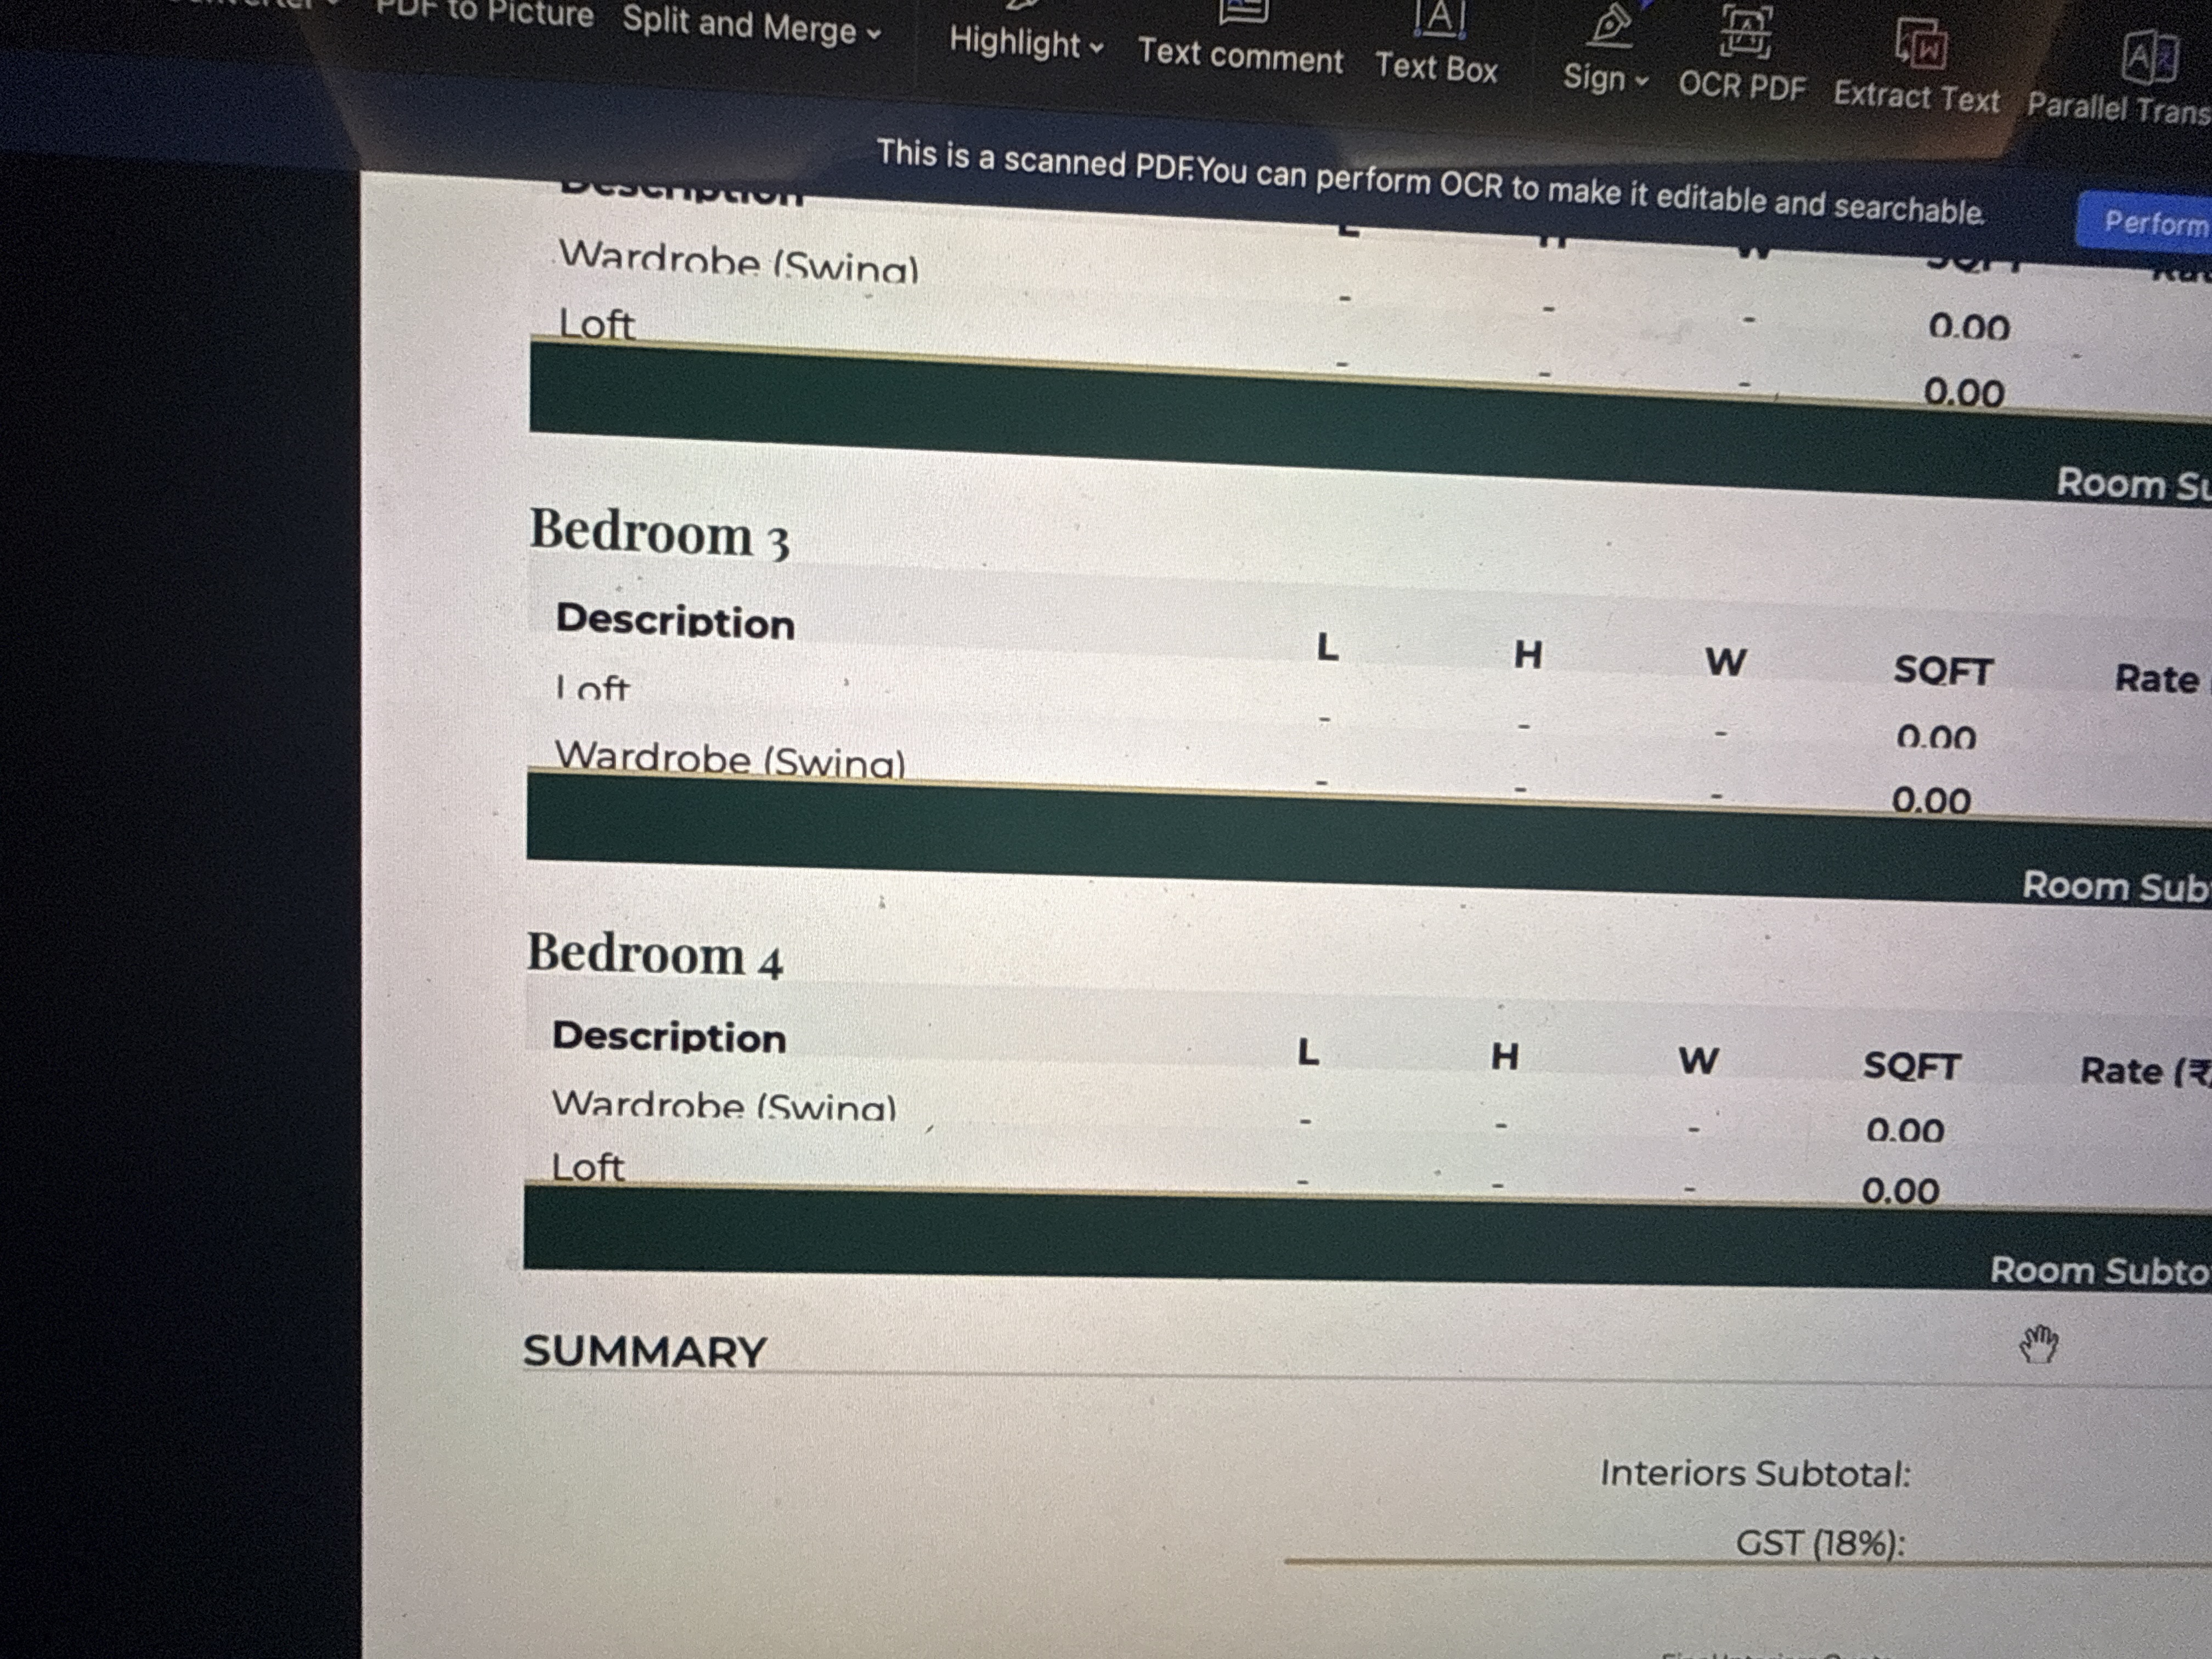 PDF to Picture Split and Merge Highlight Text comment Text Box Sign OCR PDF Extract Text Parallel Trans
This is a scanned PDF.You can perform OCR to make it editable and searchable.
Perform
Description L H W SQFT
Wardrobe (Swing) - - - 0.00
Loft - - - 0.00
Room Su
Bedroom 3
Description L H W SQFT Rate
Loft - - - 0.00
Wardrobe (Swing) - - - 0.00
Room Sub
Bedroom 4
Description L H W SQFT Rate (₹
Wardrobe (Swing) - - - 0.00
Loft - - - 0.00
Room Subto
SUMMARY
Interiors Subtotal:
GST (18%):